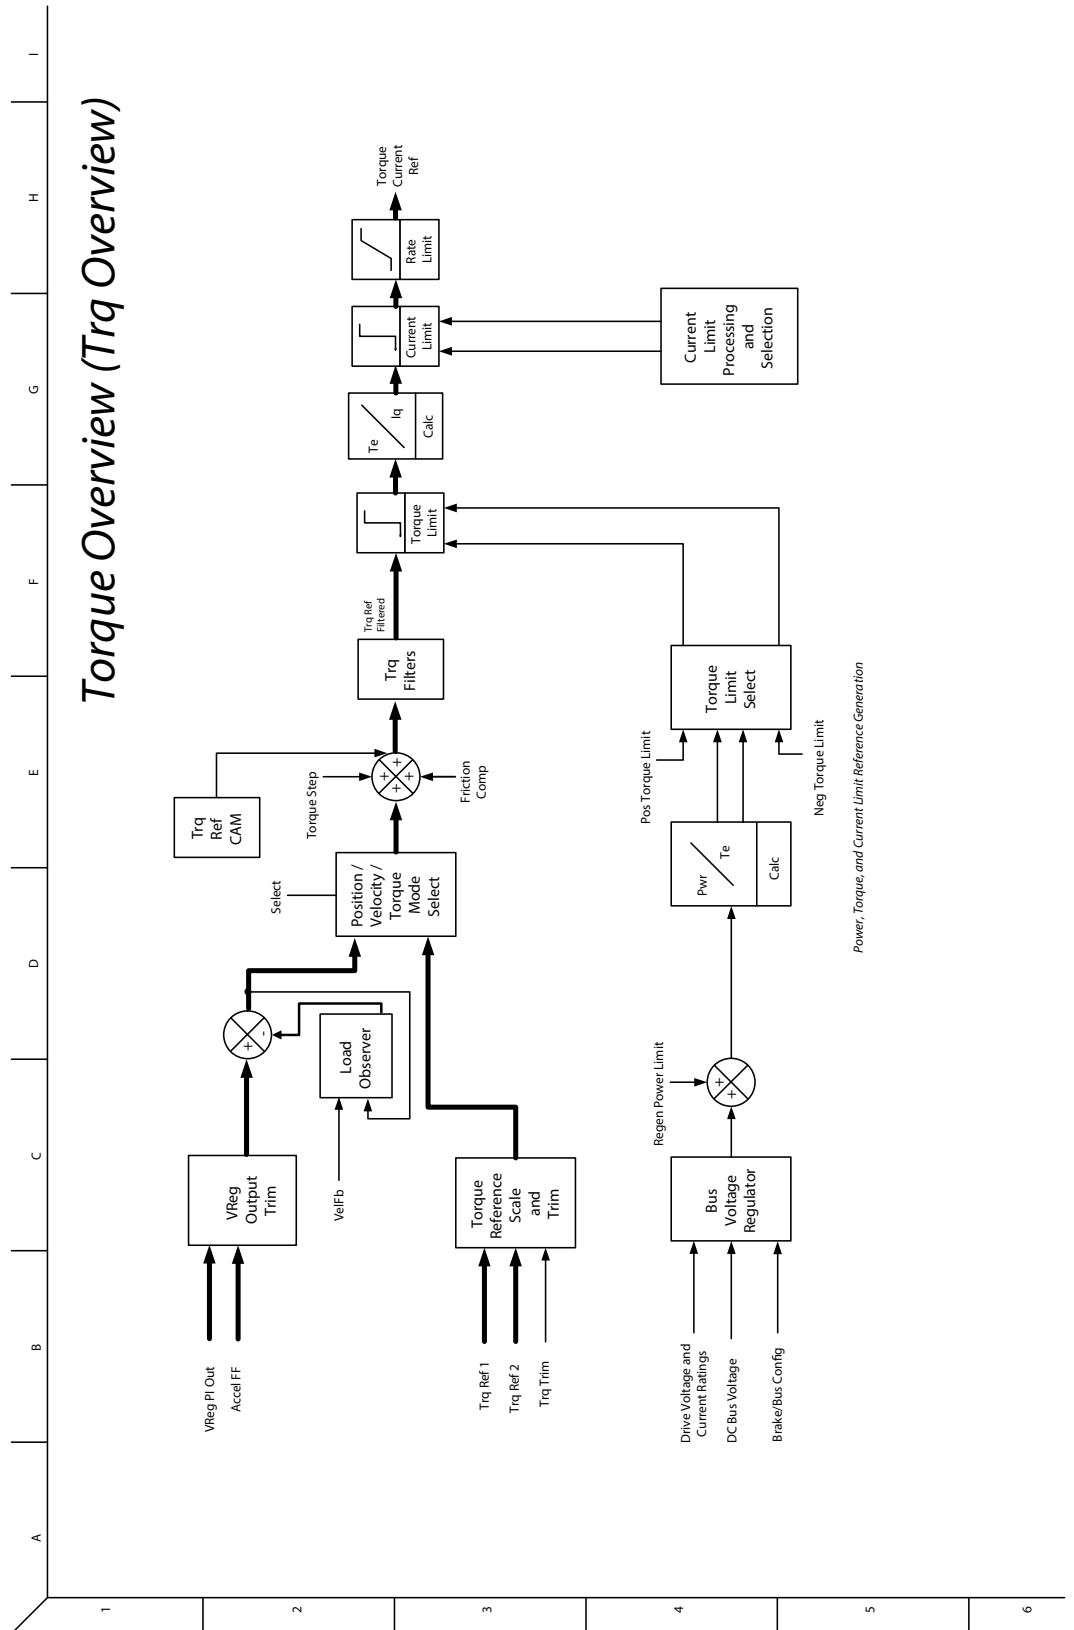 Torque Overview (Trq Overview)
A
B
C
D
E
F
G
H
I
1
2
3
4
5
6
VReg PI Out
Accel FF
VReg
Output
Trim
+
-
VelFb
Load
Observer
Trq Ref 1
Trq Ref 2
Trq Trim
Torque
Reference
Scale
and
Trim
Select
Position /
Velocity /
Torque
Mode
Select
Trq
Ref
CAM
Torque Step
+
+
+
+
Friction
Comp
Trq
Filters
Trq Ref
Filtered
Torque
Limit
Te
Iq
Calc
Current
Limit
Rate
Limit
Torque
Current
Ref
Drive Voltage and
Current Ratings
DC Bus Voltage
Brake/Bus Config
Bus
Voltage
Regulator
Regen Power Limit
+
+
Pwr
Te
Calc
Pos Torque Limit
Neg Torque Limit
Torque
Limit
Select
Current
Limit
Processing
and
Selection
Power, Torque, and Current Limit Reference Generation